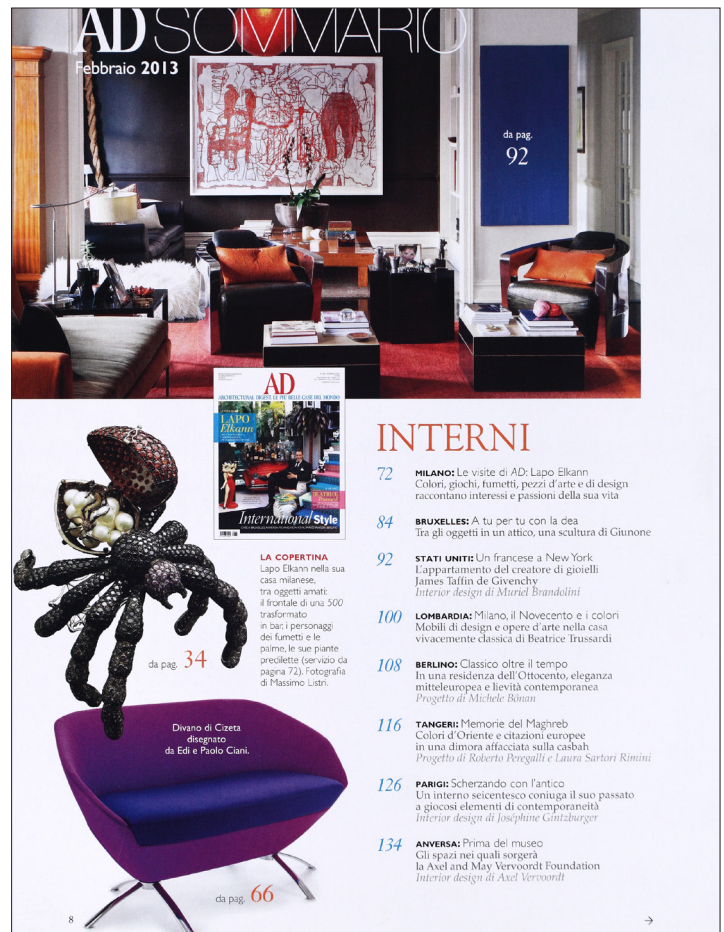 AD SOMMARIO
Febbraio 2013
da pag.
92
AD
ARCHITECTURAL DIGEST. LE PIÙ BELLE CASE DEL MONDO
LAPO
Elkann
BEATRICE
International Style
LA COPERTINA
Lapo Elkann nella sua
casa milanese,
tra oggetti amati:
il frontale di una 500
trasformato
in bar, i personaggi
dei fumetti e le
palme, le sue piante
predilette (servizio da
pagina 72). Fotografia
di Massimo Listri.
da pag. 34
Divano di Cizeta
disegnato
da Edi e Paolo Ciani.
da pag. 66
INTERNI
72 MILANO: Le visite di AD: Lapo Elkann
Colori, giochi, fumetti, pezzi d'arte e di design
raccontano interessi e passioni della sua vita
84 BRUXELLES: A tu per tu con la dea
Tra gli oggetti in un attico, una scultura di Giunone
92 STATI UNITI: Un francese a New York
L'appartamento del creatore di gioielli
James Taffin de Givenchy
Interior design di Muriel Brandolini
100 LOMBARDIA: Milano, il Novecento e i colori
Mobili di design e opere d'arte nella casa
vivacemente classica di Beatrice Trussardi
108 BERLINO: Classico oltre il tempo
In una residenza dell'Ottocento, eleganza
mitteleuropea e lievità contemporanea
Progetto di Michele Bönan
116 TANGERI: Memorie del Maghreb
Colori d'Oriente e citazioni europee
in una dimora affacciata sulla casbah
Progetto di Roberto Peregalli e Laura Sartori Rimini
126 PARIGI: Scherzando con l'antico
Un interno seicentesco coniuga il suo passato
a giocosi elementi di contemporaneità
Interior design di Joséphine Gintzburger
134 ANVERSA: Prima del museo
Gli spazi nei quali sorgerà
la Axel and May Vervoordt Foundation
Interior design di Axel Vervoordt
8
→